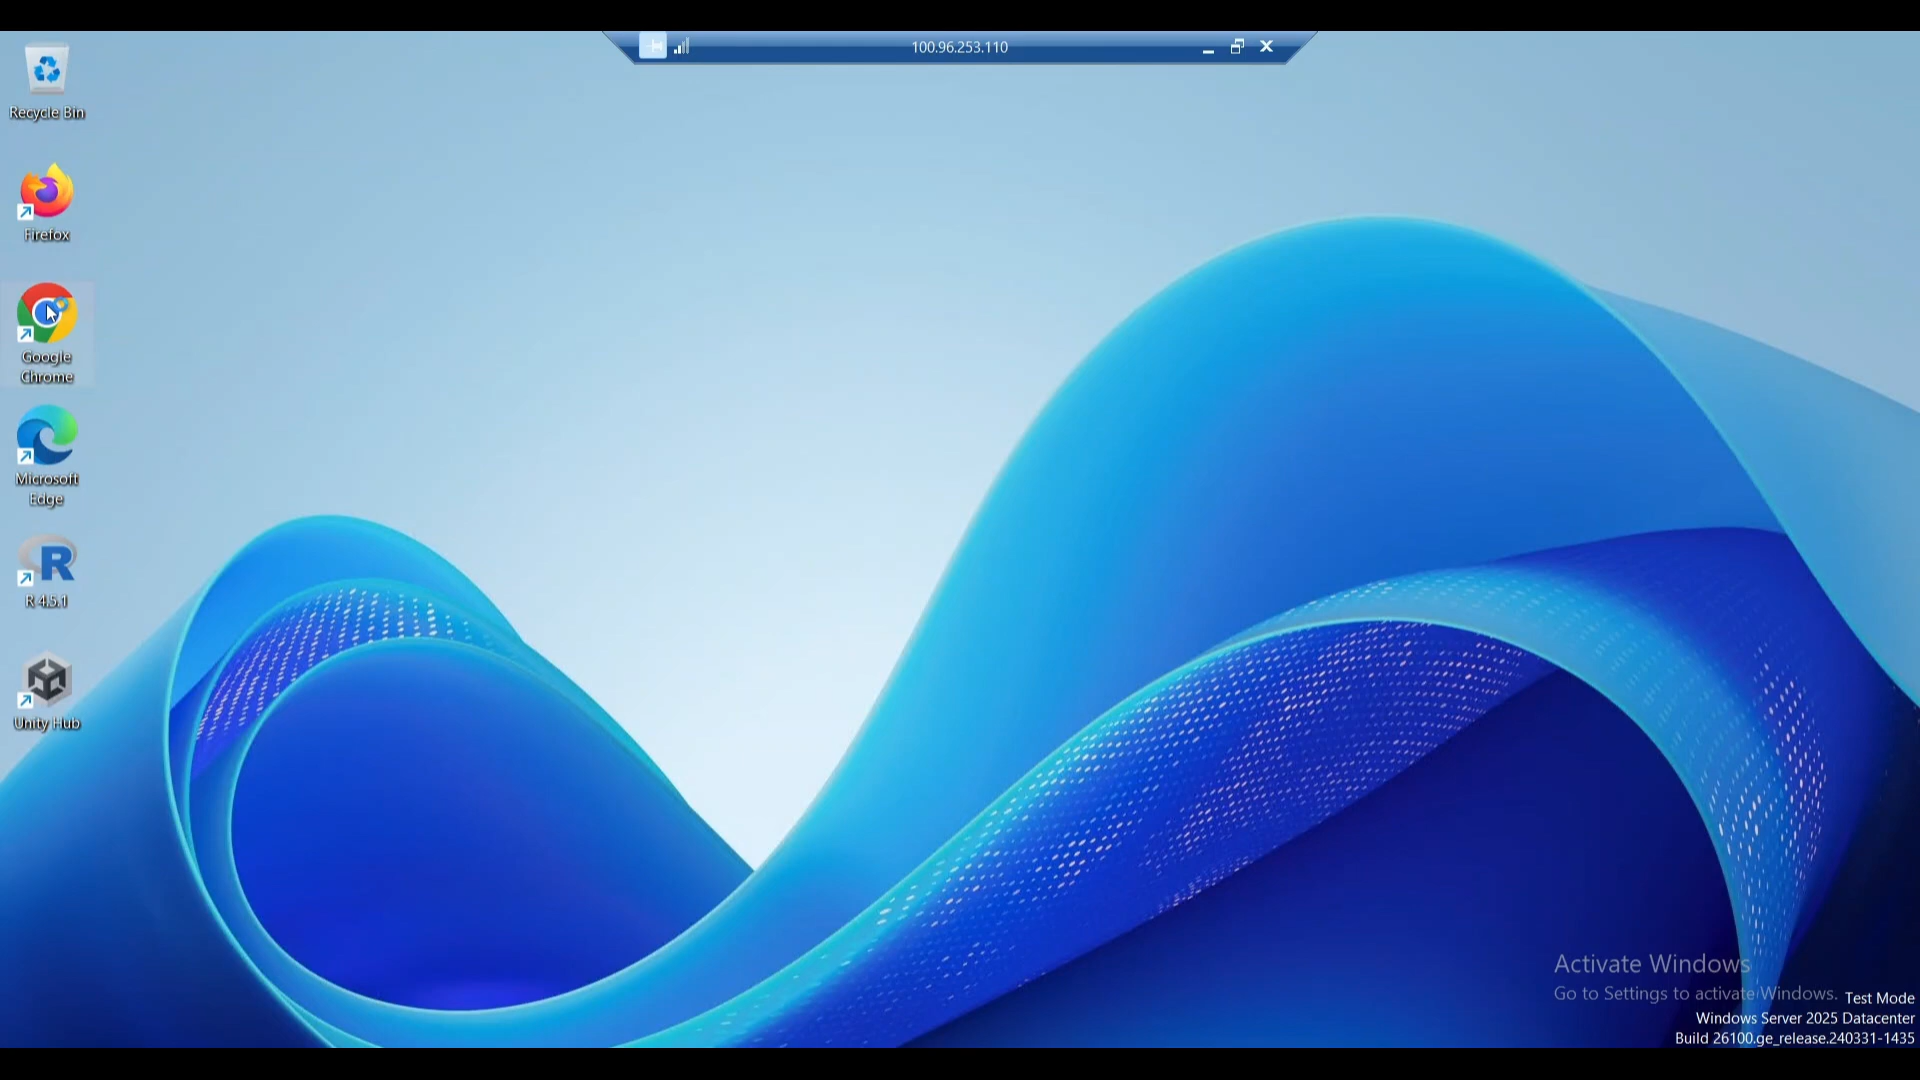 100.96.253.110
Recycle Bin
Firefox
Google
Chrome
Microsoft
Edge
R 4.5.1
Unity Hub
Activate Windows
Go to Settings to activate Windows.
Test Mode
Windows Server 2025 Datacenter
Build 26100.ge_release.240331-1435